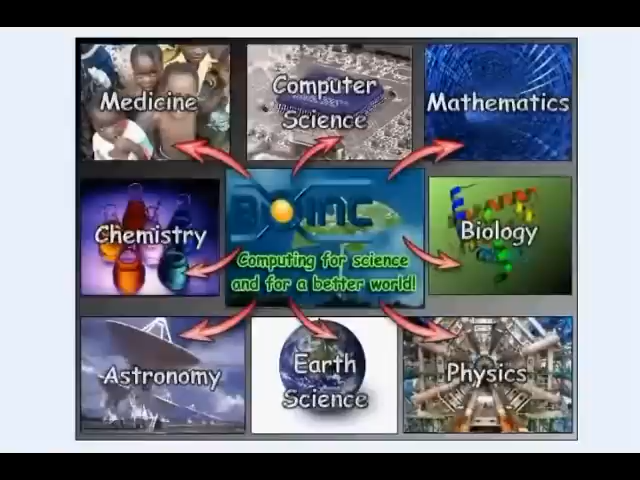 Medicine
Computer
Science
Mathematics
Chemistry
BOINC
Computing for science
and for a better world!
Biology
Astronomy
Earth
Science
Physics